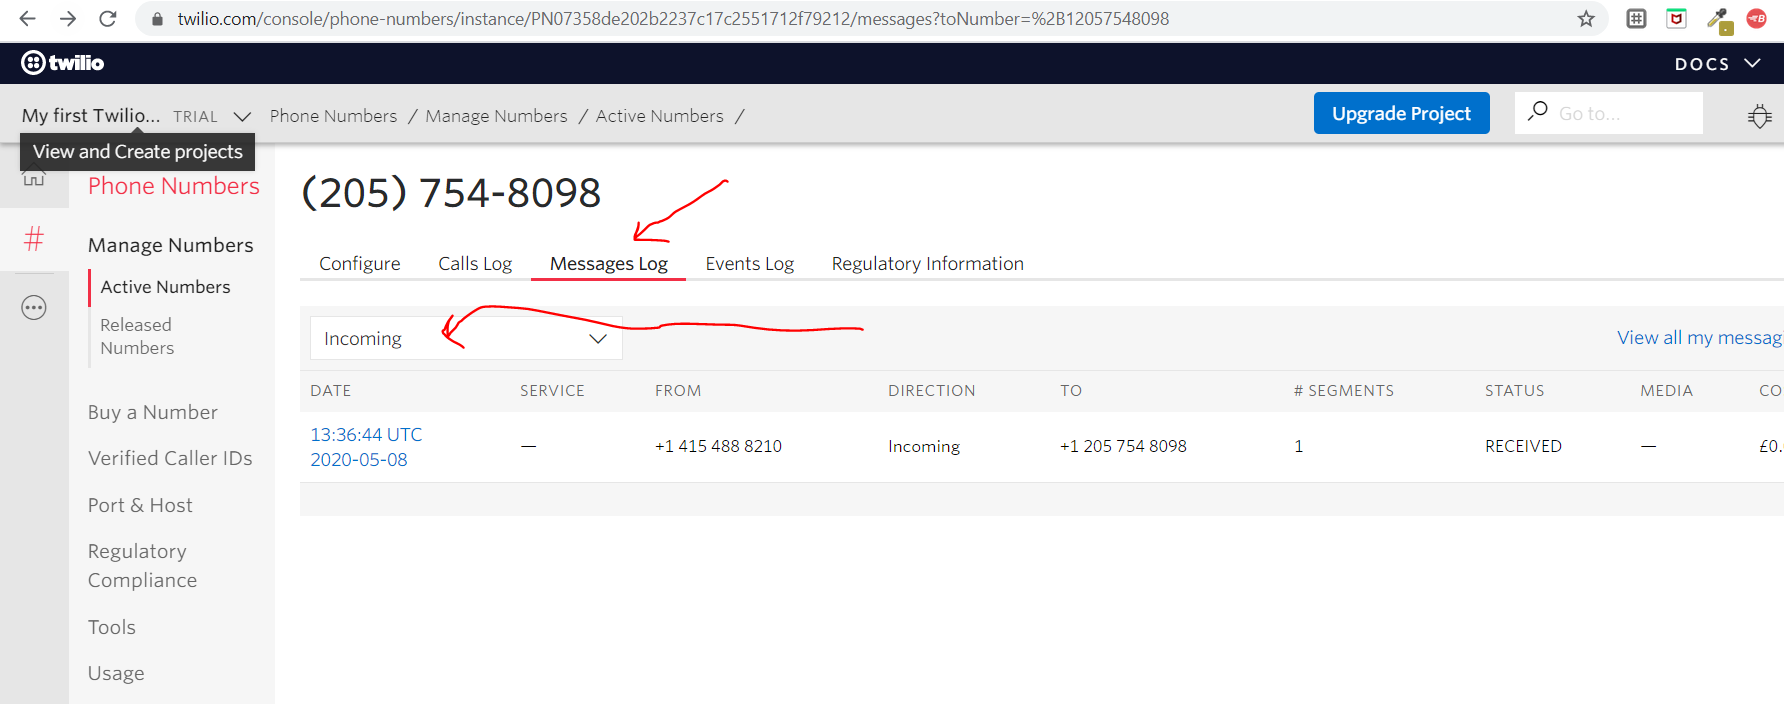 twilio.com/console/phone-numbers/instance/PN07358de202b2237c17c2551712f79212/messages?toNumber=%2B12057548098
twilio
DOCS
My first Twilio... TRIAL Phone Numbers / Manage Numbers / Active Numbers /
Upgrade Project
Go to...
View and Create projects
Phone Numbers
Manage Numbers
Active Numbers
Released
Numbers
Buy a Number
Verified Caller IDs
Port & Host
Regulatory
Compliance
Tools
Usage
(205) 754-8098
Configure Calls Log Messages Log Events Log Regulatory Information
Incoming
View all my messagi
DATE SERVICE FROM DIRECTION TO # SEGMENTS STATUS MEDIA CO
13:36:44 UTC
2020-05-08
— +1 415 488 8210 Incoming +1 205 754 8098 1 RECEIVED — £0.